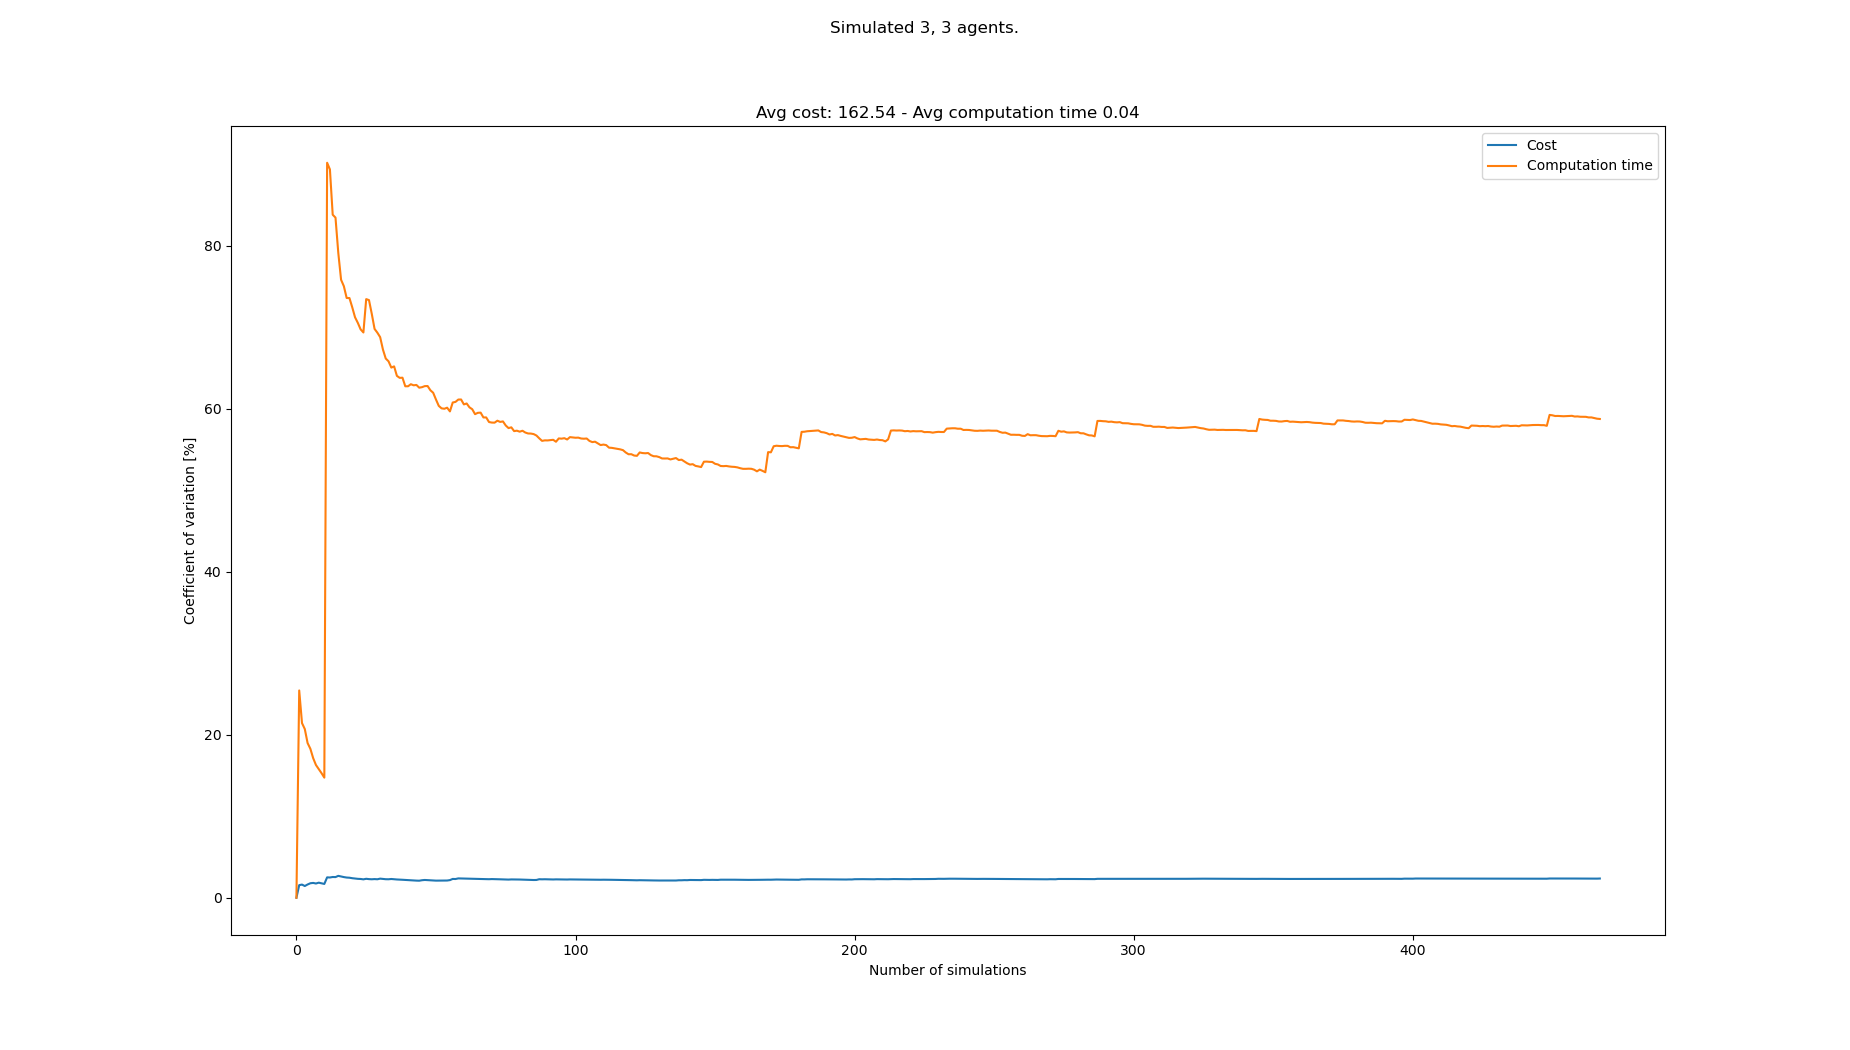 Simulated 3, 3 agents.
Avg cost: 162.54 - Avg computation time 0.04
Cost
Computation time
80
60
40
20
0
Coefficient of variation [%]
0 100 200 300 400
Number of simulations